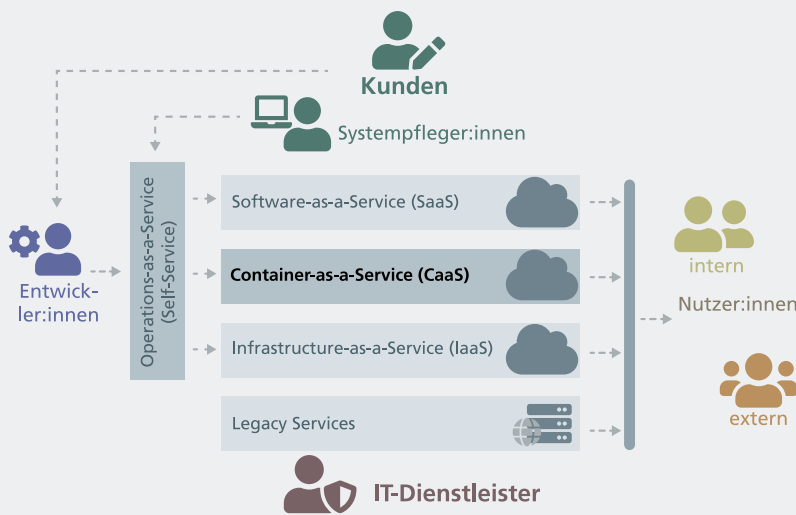 Kunden
Systempfleger:innen
Operations-as-a-Service
(Self-Service)
Software-as-a-Service (SaaS)
Container-as-a-Service (CaaS)
Infrastructure-as-a-Service (IaaS)
Legacy Services
Entwick-
ler:innen
intern
Nutzer:innen
extern
IT-Dienstleister